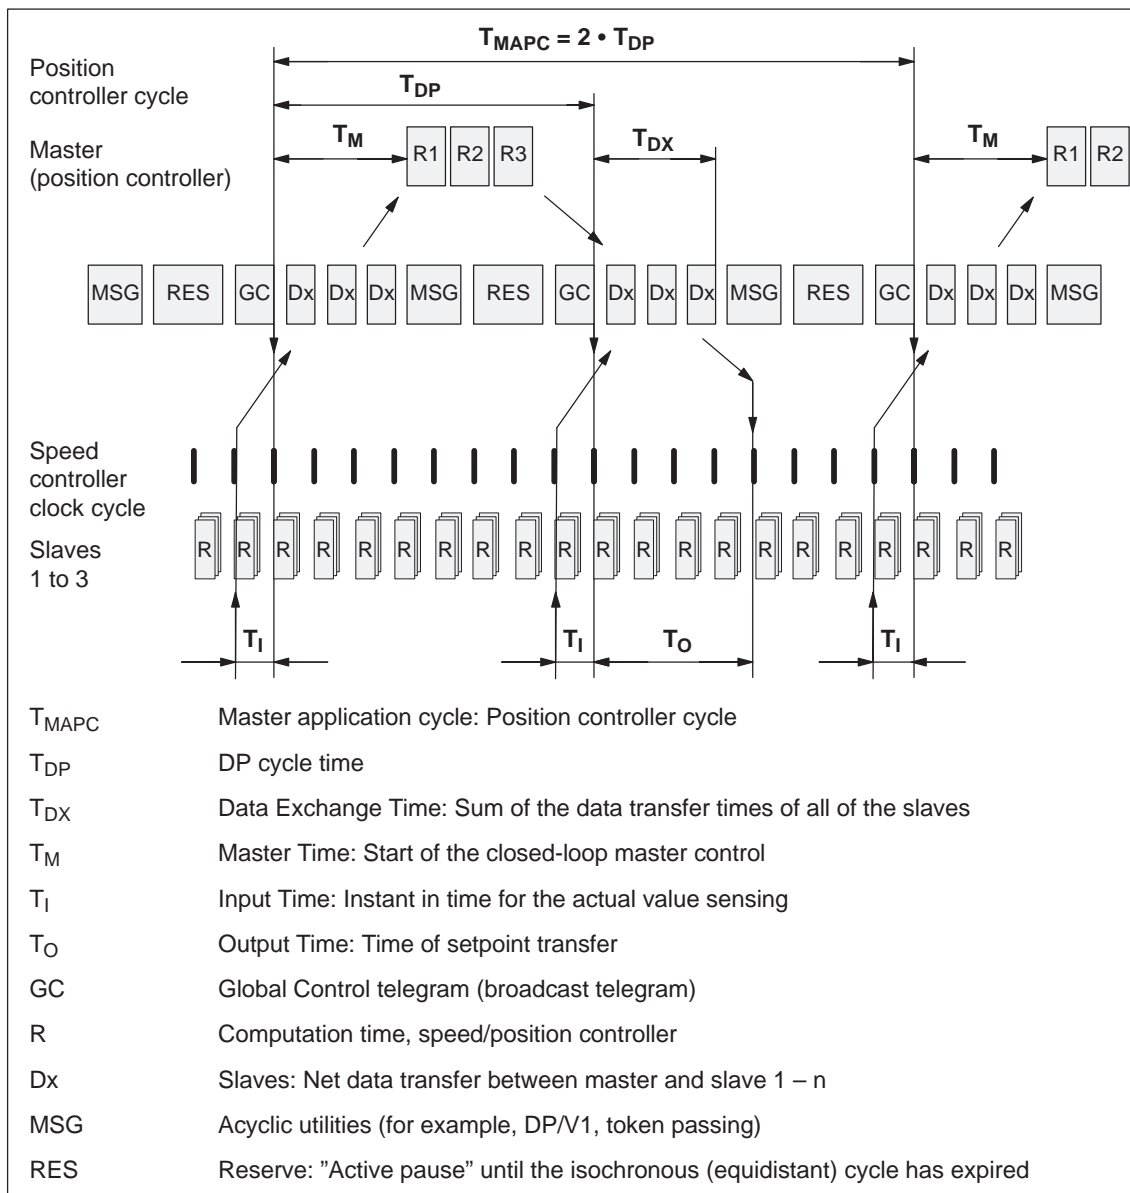 T_MAPC = 2 • T_DP
Position
controller cycle
T_DP
Master
(position controller)
T_M
R1 R2 R3
T_DX
T_M
R1 R2
MSG RES GC Dx Dx Dx MSG RES GC Dx Dx Dx MSG RES GC Dx Dx Dx MSG
Speed
controller
clock cycle
Slaves
1 to 3
R R R R R R R R R R R R R R R R R R R R R
T_I T_I T_O T_I
T_MAPC Master application cycle: Position controller cycle
T_DP DP cycle time
T_DX Data Exchange Time: Sum of the data transfer times of all of the slaves
T_M Master Time: Start of the closed-loop master control
T_I Input Time: Instant in time for the actual value sensing
T_O Output Time: Time of setpoint transfer
GC Global Control telegram (broadcast telegram)
R Computation time, speed/position controller
Dx Slaves: Net data transfer between master and slave 1 – n
MSG Acyclic utilities (for example, DP/V1, token passing)
RES Reserve: ”Active pause” until the isochronous (equidistant) cycle has expired